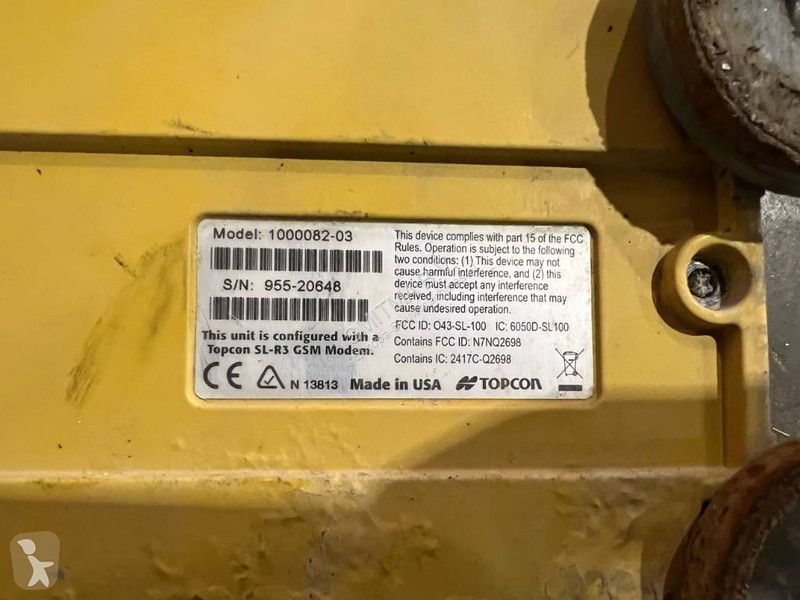 Model: 1000082-03
S/N: 955-20648
This unit is configured with a
Topcon SL-R3 GSM Modem.
CE N 13813 Made in USA TOPCON
This device complies with part 15 of the FCC
Rules. Operation is subject to the following
two conditions: (1) This device may not
cause harmful interference, and (2) this
device must accept any interference
received, including interference that may
cause undesired operation.
FCC ID: O43-SL-100 IC: 6050D-SL100
Contains FCC ID: N7NQ2698
Contains IC: 2417C-Q2698